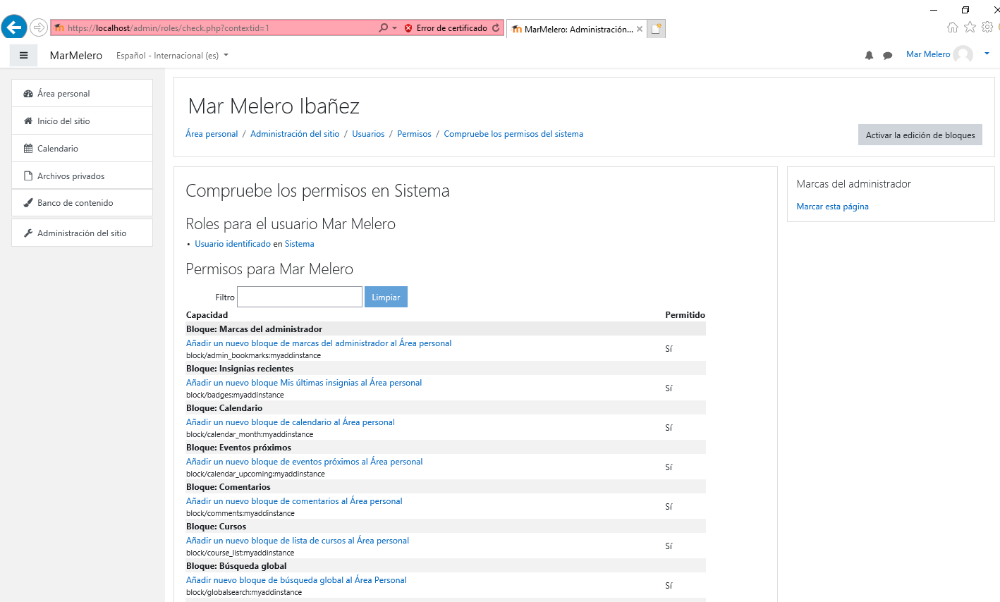 https://localhost/admin/roles/check.php?contextid=1
Error de certificado
MarMelero: Administración...
MarMelero
Español - Internacional (es)
Mar Melero
Área personal
Inicio del sitio
Calendario
Archivos privados
Banco de contenido
Administración del sitio
Mar Melero Ibañez
Área personal / Administración del sitio / Usuarios / Permisos / Compruebe los permisos del sistema
Activar la edición de bloques
Compruebe los permisos en Sistema
Roles para el usuario Mar Melero
• Usuario identificado en Sistema
Permisos para Mar Melero
Filtro
Limpiar
Capacidad Permitido
Bloque: Marcas del administrador
Añadir un nuevo bloque de marcas del administrador al Área personal
block/admin_bookmarks:myaddinstance
Sí
Bloque: Insignias recientes
Añadir un nuevo bloque Mis últimas insignias al Área personal
block/badges:myaddinstance
Sí
Bloque: Calendario
Añadir un nuevo bloque de calendario al Área personal
block/calendar_month:myaddinstance
Sí
Bloque: Eventos próximos
Añadir un nuevo bloque de eventos próximos al Área personal
block/calendar_upcoming:myaddinstance
Sí
Bloque: Comentarios
Añadir un nuevo bloque de comentarios al Área personal
block/comments:myaddinstance
Sí
Bloque: Cursos
Añadir un nuevo bloque de lista de cursos al Área personal
block/course_list:myaddinstance
Sí
Bloque: Búsqueda global
Añadir nuevo bloque de búsqueda global al Área Personal
block/globalsearch:myaddinstance
Sí
Marcas del administrador
Marcar esta página